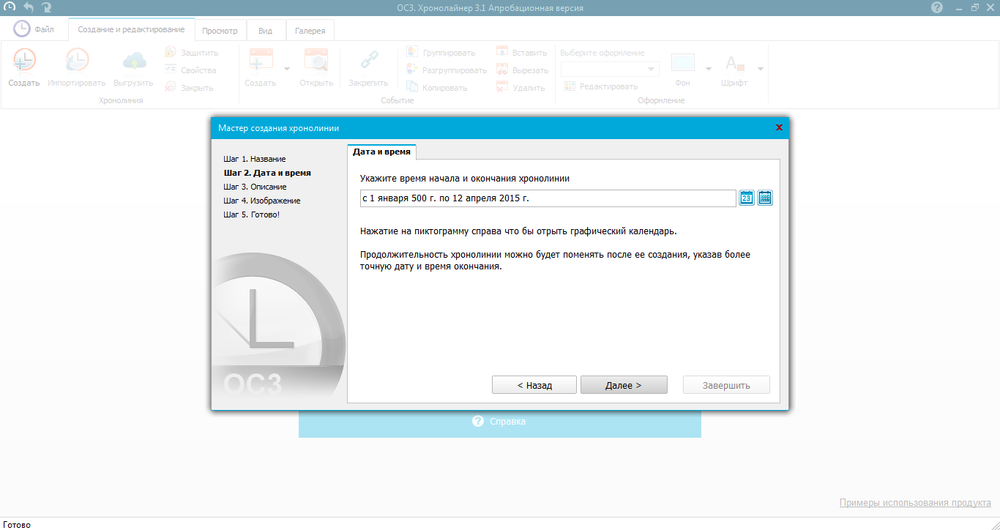 ОС3. Хронолайнер 3.1 Апробационная версия
Файл
Создание и редактирование
Просмотр
Вид
Галерея
Создать
Импортировать
Выгрузить
Защитить
Свойства
Закрыть
Хронолиния
Создать
Открыть
Закрепить
Группировать
Разгруппировать
Копировать
Вставить
Вырезать
Удалить
Событие
Выберите оформление
Редактировать
Фон
Шрифт
Оформление
Мастер создания хронолинии
Шаг 1. Название
Шаг 2. Дата и время
Шаг 3. Описание
Шаг 4. Изображение
Шаг 5. Готово!
ОС3
Дата и время
Укажите время начала и окончания хронолинии
с 1 января 500 г. по 12 апреля 2015 г.
23
Нажатие на пиктограмму справа что бы отрыть графический календарь.
Продолжительность хронолинии можно будет поменять после ее создания, указав более
точную дату и время окончания.
< Назад
Далее >
Завершить
? Справка
Примеры использования продукта
Готово